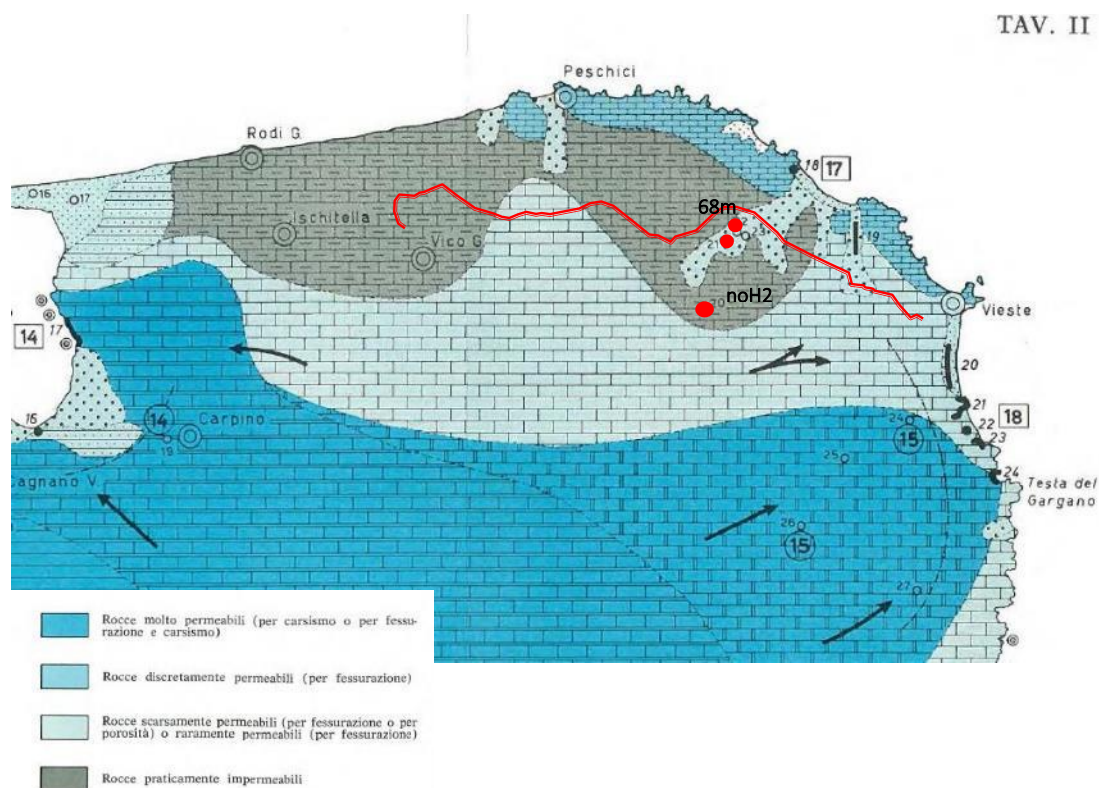 TAV. II
Peschici
Rodi G.
18 17
16
17
68m
Ischitella
2
23
19
21
Vico G.
noH2
20
Vieste
17
14
20
21
18
15
14
Carpino
24
22
15
23
19
25
24
Cagnano V.
Testa del
Gargano
26
15
27
Rocce molto permeabili (per carsismo o per fessu-
razione e carsismo)
Rocce discretamente permeabili (per fessurazione)
Rocce scarsamente permeabili (per fessurazione o per
porosità) o raramente permeabili (per fessurazione)
Rocce praticamente impermeabili